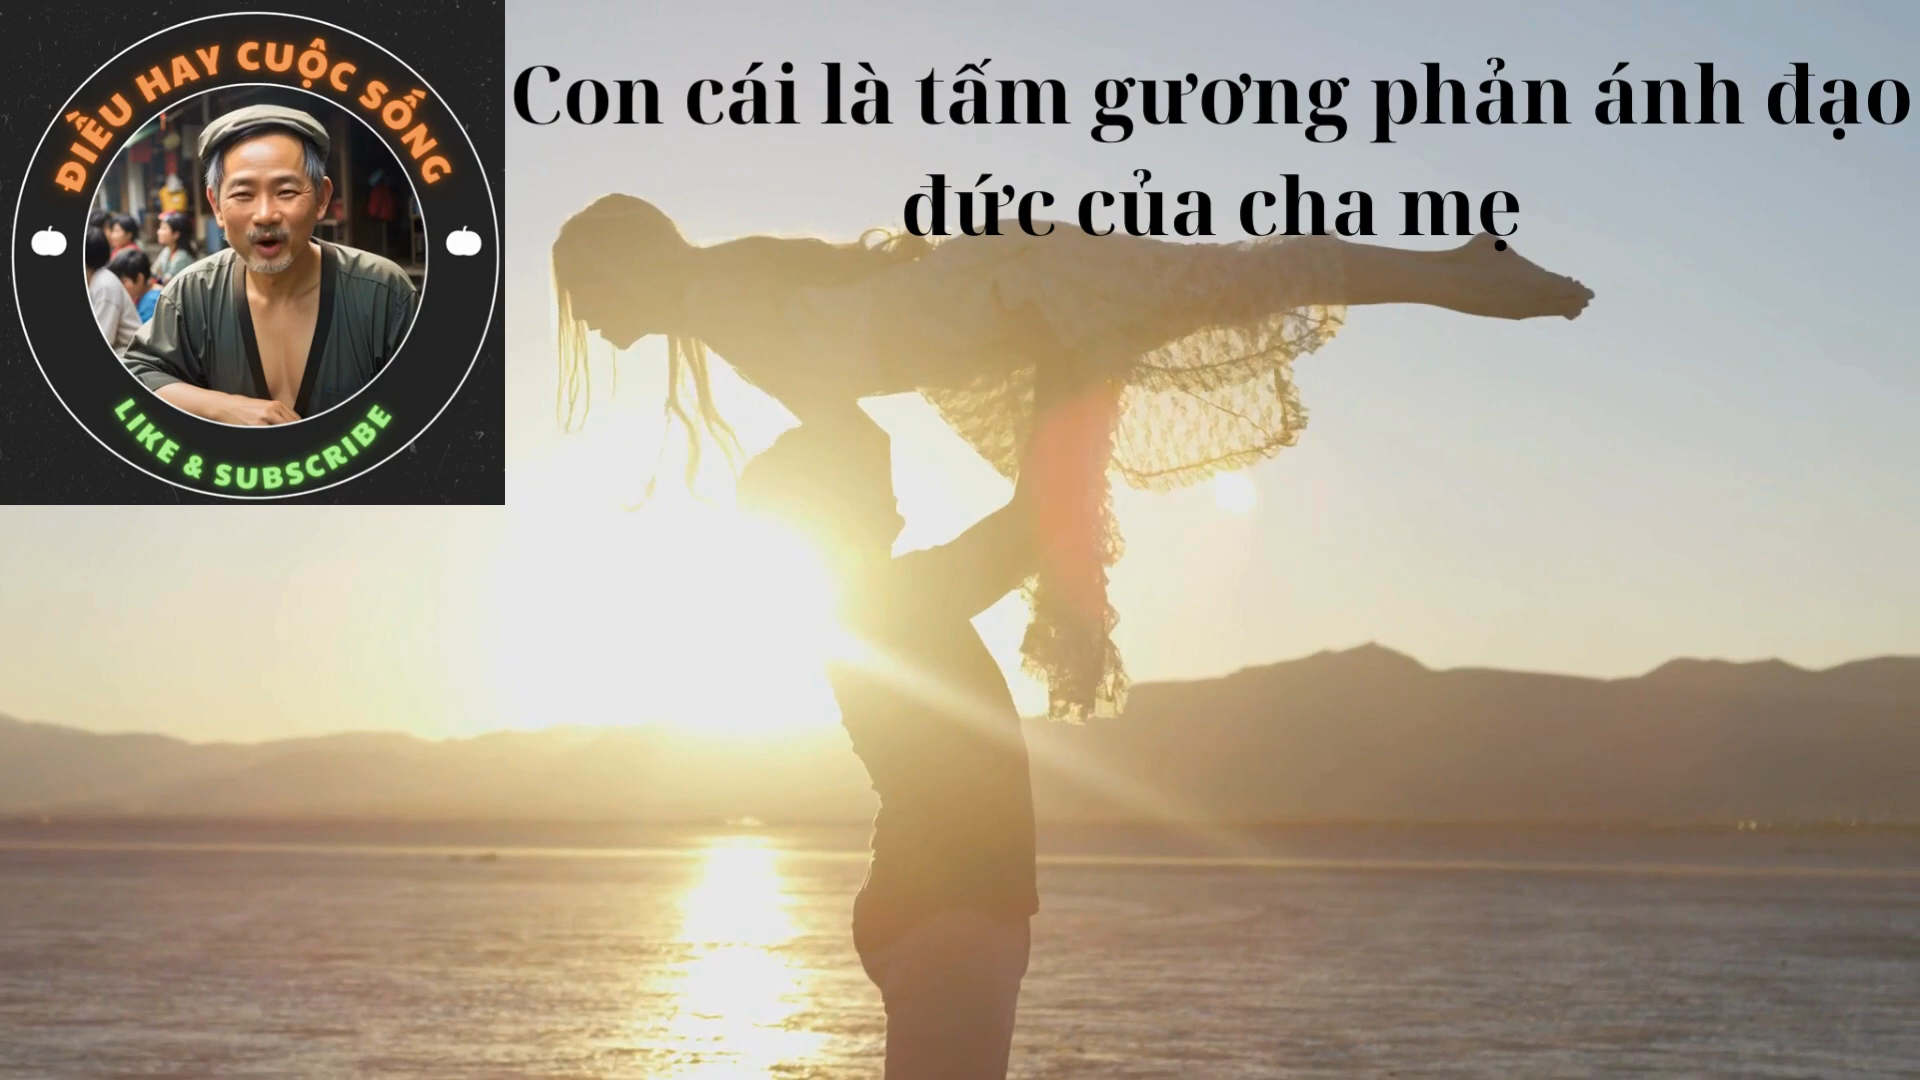 ĐIỀU HAY CUỘC SỐNG
LIKE & SUBSCRIBE
Con cái là tấm gương phản ánh đạo
đức của cha mẹ